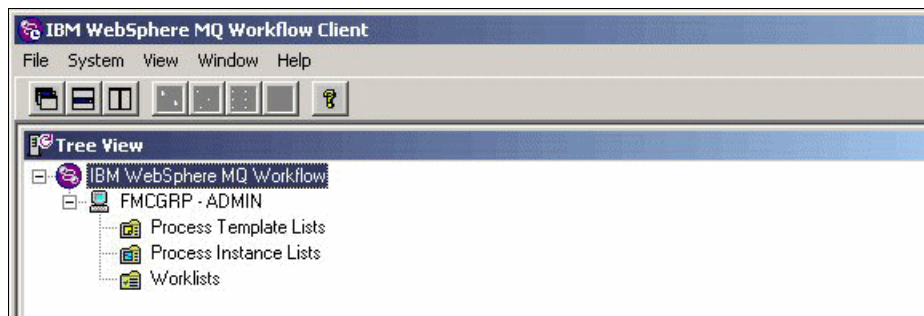 IBM WebSphere MQ Workflow Client
File System View Window Help
?
Tree View
IBM WebSphere MQ Workflow
FMCGRP - ADMIN
Process Template Lists
Process Instance Lists
Worklists